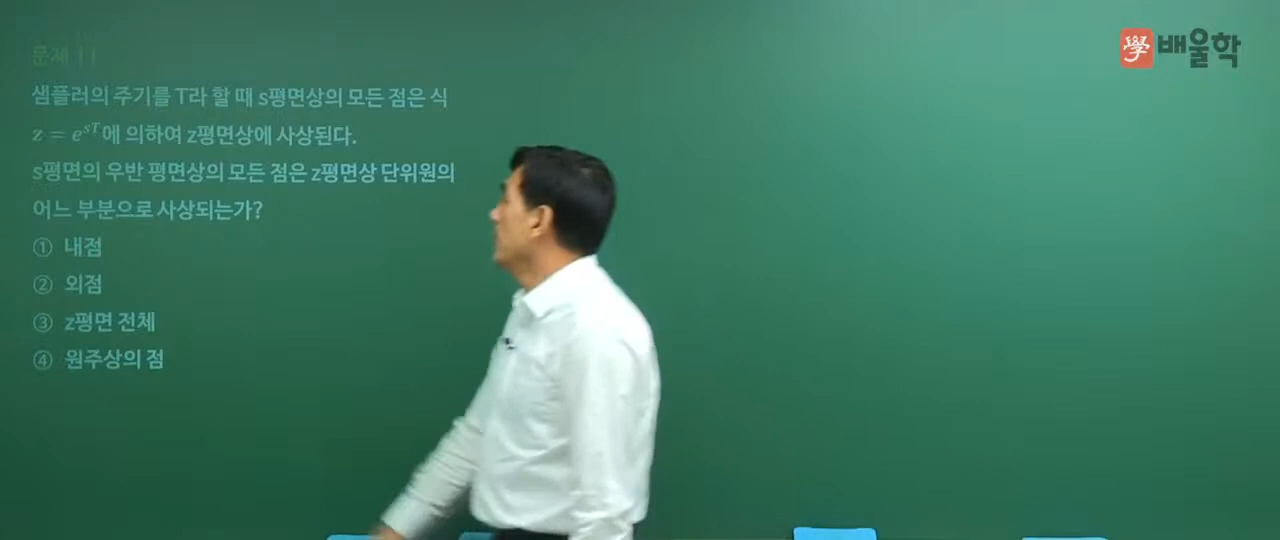 문제 11
샘플러의 주기를 T라 할 때 s평면상의 모든 점은 식
z = e^{sT}에 의하여 z평면상에 사상된다.
s평면의 우반 평면상의 모든 점은 z평면상 단위원의
어느 부분으로 사상되는가?
① 내점
② 외점
③ z평면 전체
④ 원주상의 점
學 배울학